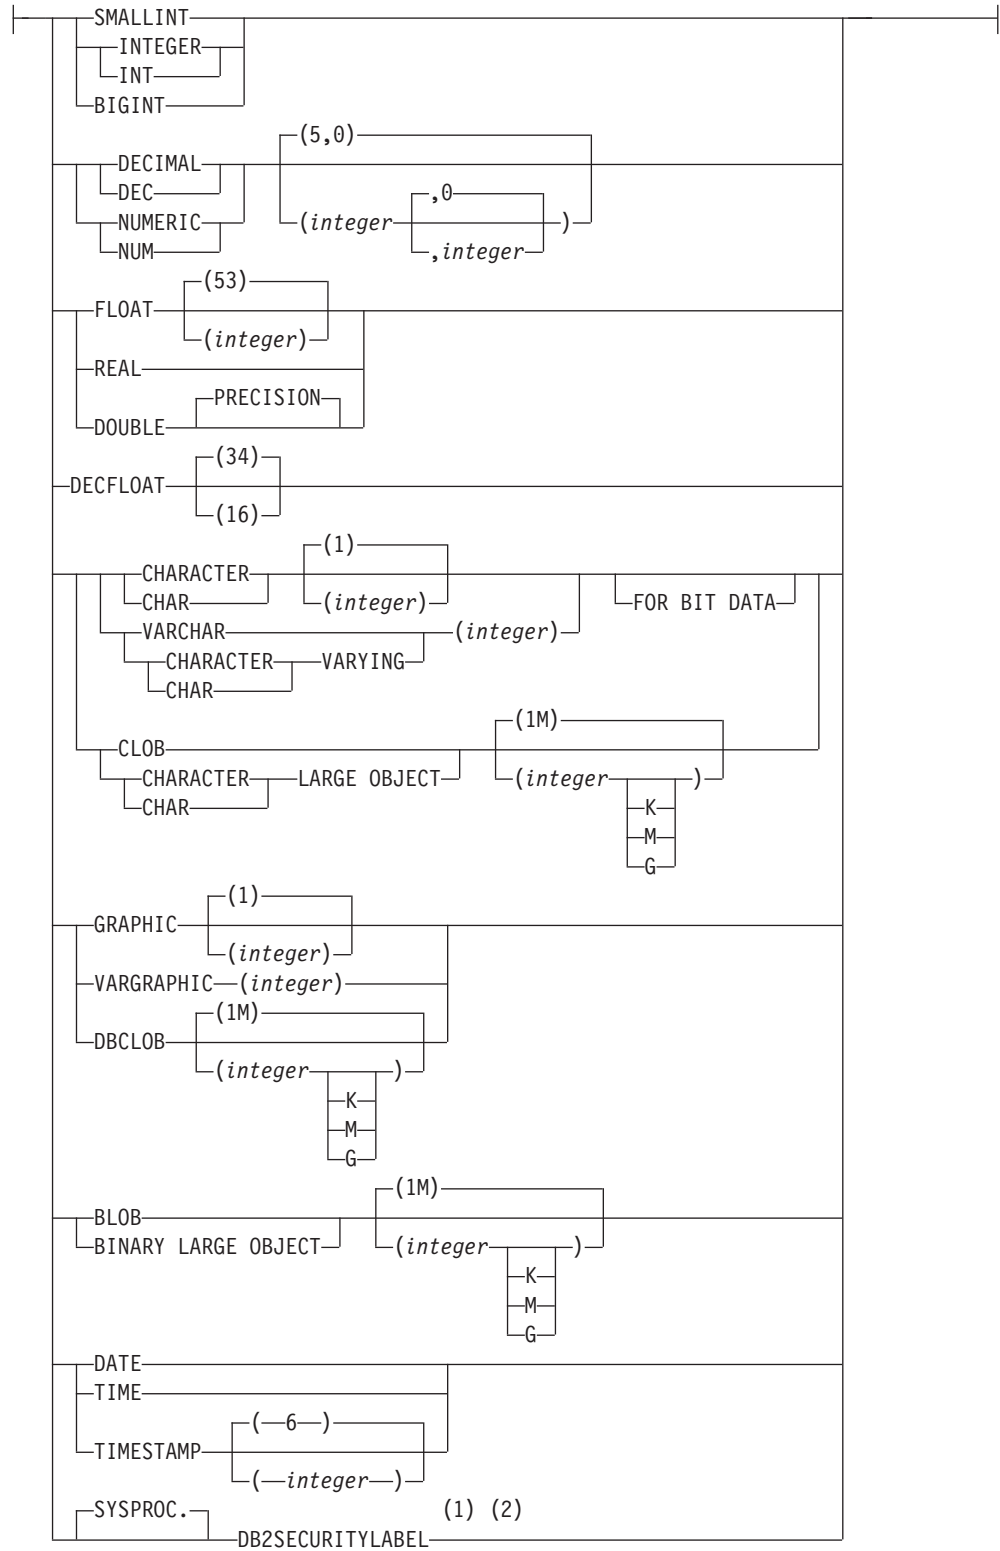 SMALLINT
INTEGER
INT
BIGINT
(5,0)
DECIMAL
DEC
,0
NUMERIC
(integer )
NUM
,integer
(53)
FLOAT
(integer)
REAL
PRECISION
DOUBLE
(34)
DECFLOAT
(16)
(1)
CHARACTER
CHAR
(integer)
FOR BIT DATA
VARCHAR
(integer)
CHARACTER VARYING
CHAR
(1M)
CLOB
CHARACTER LARGE OBJECT
(integer )
CHAR
K
M
G
(1)
GRAPHIC
(integer)
VARGRAPHIC (integer)
(1M)
DBCLOB
(integer )
K
M
G
(1M)
BLOB
BINARY LARGE OBJECT
(integer )
K
M
G
DATE
TIME
( 6 )
TIMESTAMP
( integer )
SYSPROC.
(1) (2)
DB2SECURITYLABEL